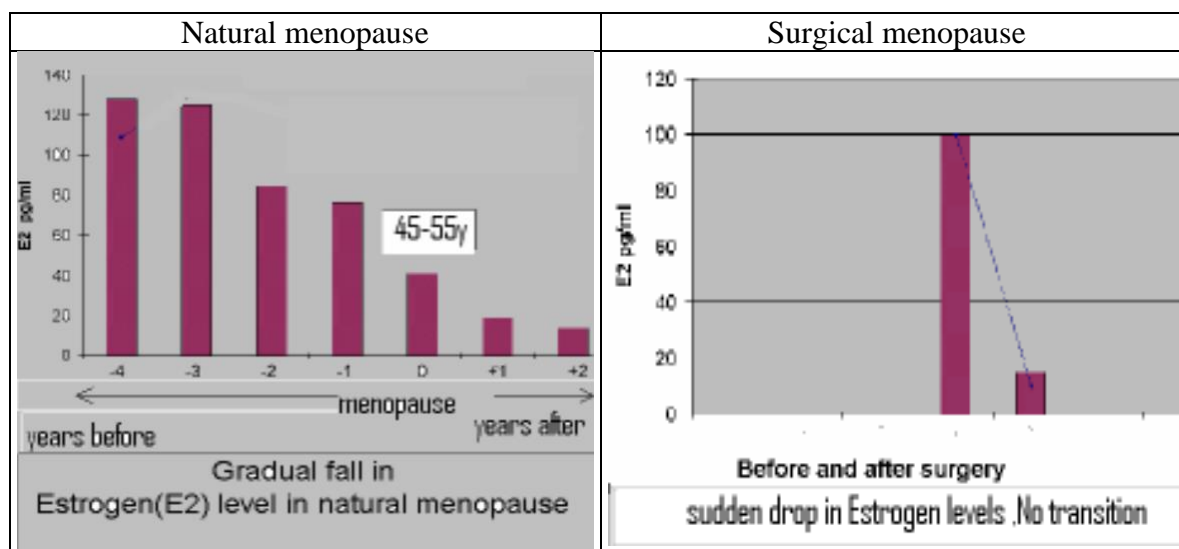 Natural menopause
Surgical menopause
140
120
100
80
60
40
20
0
E2 pg/ml
45-55y
-4 -3 -2 -1 0 +1 +2
menopause
years before
years after
Gradual fall in
Estrogen(E2) level in natural menopause
120
100
80
60
40
20
0
E2 pg/ml
Before and after surgery
sudden drop in Estrogen levels ,No transition